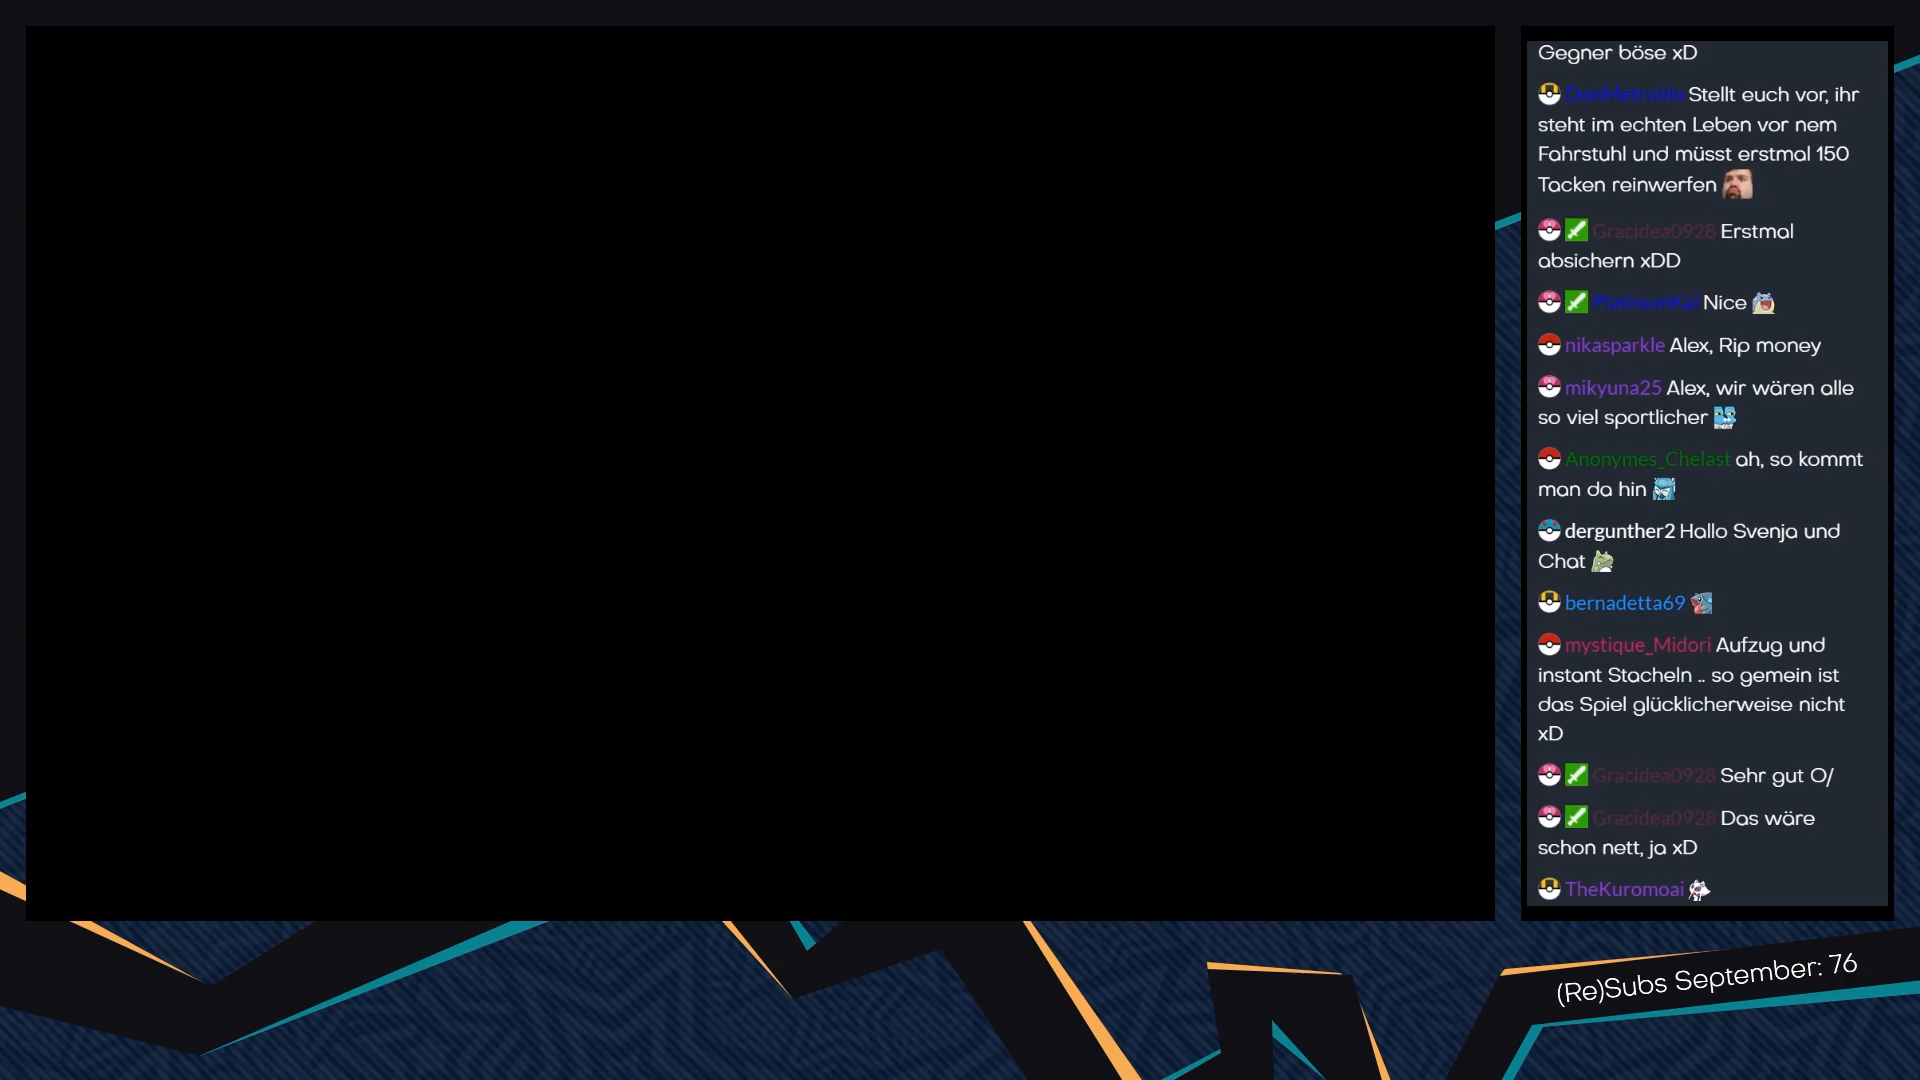 Gegner böse xD
DonMetroido Stellt euch vor, ihr
steht im echten Leben vor nem
Fahrstuhl und müsst erstmal 150
Tacken reinwerfen
Gracidea0928 Erstmal
absichern xDD
PlatinumKai Nice
nikasparkle Alex, Rip money
mikyuna25 Alex, wir wären alle
so viel sportlicher
Anonymes_Chelast ah, so kommt
man da hin
dergunther2 Hallo Svenja und
Chat
bernadetta69
mystique_Midori Aufzug und
instant Stacheln .. so gemein ist
das Spiel glücklicherweise nicht
xD
Gracidea0928 Sehr gut O/
Gracidea0928 Das wäre
schon nett, ja xD
TheKuromoai
(Re)Subs September: 76